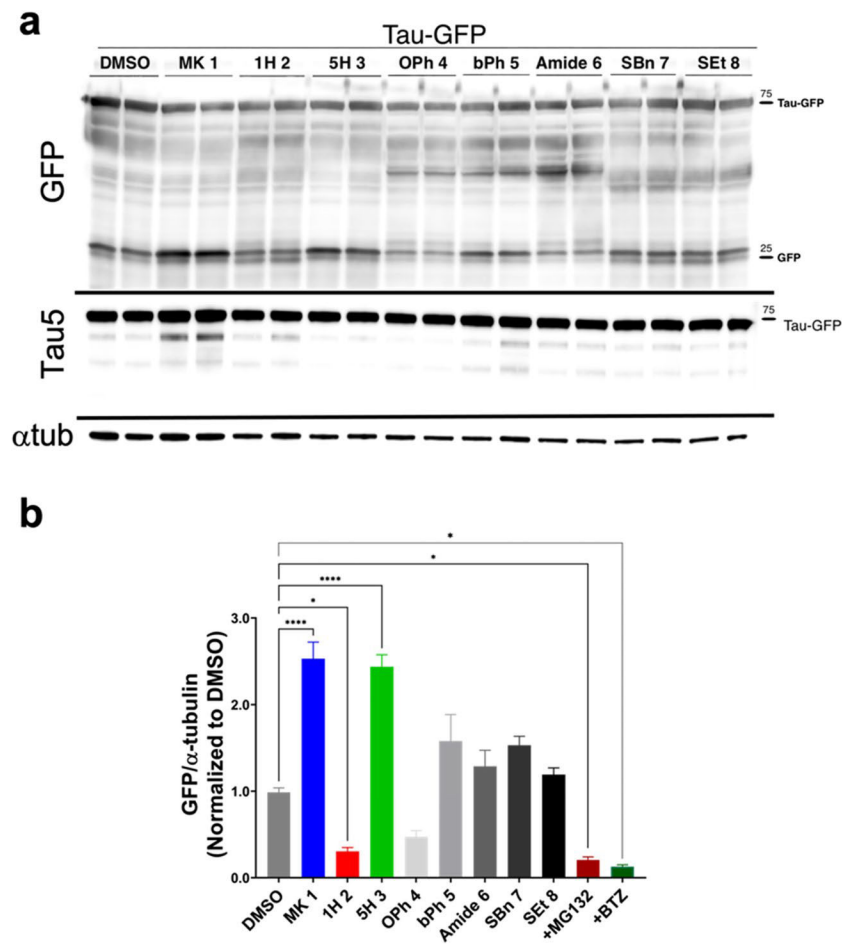 a
Tau-GFP
DMSO MK 1 1H 2 5H 3 OPh 4 bPh 5 Amide 6 SBn 7 SEt 8
GFP
75
Tau-GFP
25
GFP
Tau5
75
Tau-GFP
αtub
b
*
*
****
*
****
GFP/α-tubulin
(Normalized to DMSO)
3.0
2.0
1.0
0.0
DMSO
MK 1
1H 2
5H 3
OPh 4
bPh 5
Amide 6
SBn 7
SEt 8
+MG132
+BTZ